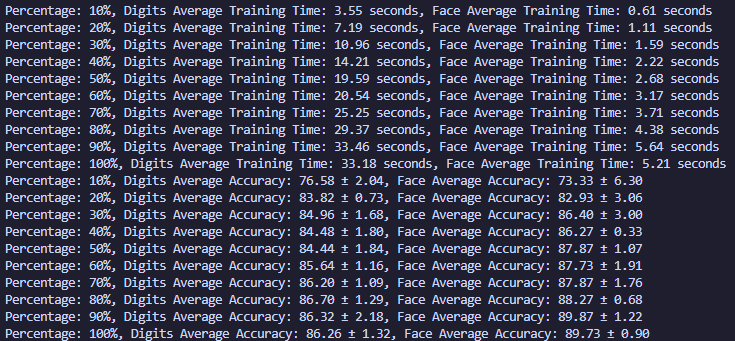 Percentage: 10%, Digits Average Training Time: 3.55 seconds, Face Average Training Time: 0.61 seconds
Percentage: 20%, Digits Average Training Time: 7.19 seconds, Face Average Training Time: 1.11 seconds
Percentage: 30%, Digits Average Training Time: 10.96 seconds, Face Average Training Time: 1.59 seconds
Percentage: 40%, Digits Average Training Time: 14.21 seconds, Face Average Training Time: 2.22 seconds
Percentage: 50%, Digits Average Training Time: 19.59 seconds, Face Average Training Time: 2.68 seconds
Percentage: 60%, Digits Average Training Time: 20.54 seconds, Face Average Training Time: 3.17 seconds
Percentage: 70%, Digits Average Training Time: 25.25 seconds, Face Average Training Time: 3.71 seconds
Percentage: 80%, Digits Average Training Time: 29.37 seconds, Face Average Training Time: 4.38 seconds
Percentage: 90%, Digits Average Training Time: 33.46 seconds, Face Average Training Time: 5.64 seconds
Percentage: 100%, Digits Average Training Time: 33.18 seconds, Face Average Training Time: 5.21 seconds
Percentage: 10%, Digits Average Accuracy: 76.58 ± 2.04, Face Average Accuracy: 73.33 ± 6.30
Percentage: 20%, Digits Average Accuracy: 83.82 ± 0.73, Face Average Accuracy: 82.93 ± 3.06
Percentage: 30%, Digits Average Accuracy: 84.96 ± 1.68, Face Average Accuracy: 86.40 ± 3.00
Percentage: 40%, Digits Average Accuracy: 84.48 ± 1.80, Face Average Accuracy: 86.27 ± 0.33
Percentage: 50%, Digits Average Accuracy: 84.44 ± 1.84, Face Average Accuracy: 87.87 ± 1.07
Percentage: 60%, Digits Average Accuracy: 85.64 ± 1.16, Face Average Accuracy: 87.73 ± 1.91
Percentage: 70%, Digits Average Accuracy: 86.20 ± 1.09, Face Average Accuracy: 87.87 ± 1.76
Percentage: 80%, Digits Average Accuracy: 86.70 ± 1.29, Face Average Accuracy: 88.27 ± 0.68
Percentage: 90%, Digits Average Accuracy: 86.32 ± 2.18, Face Average Accuracy: 89.87 ± 1.22
Percentage: 100%, Digits Average Accuracy: 86.26 ± 1.32, Face Average Accuracy: 89.73 ± 0.90